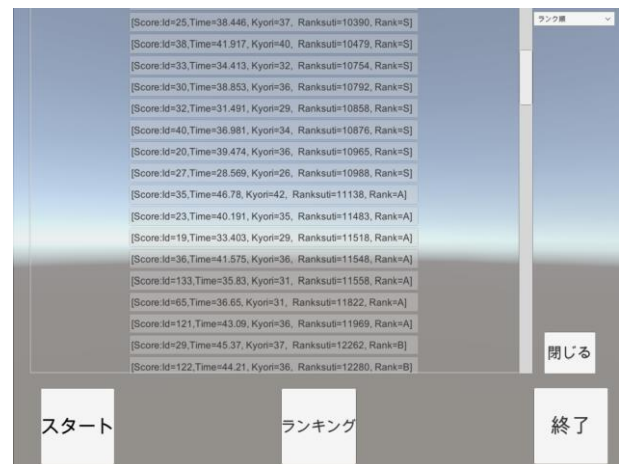 [Score:Id=25,Time=38.446, Kyori=37,  Ranksuti=10390, Rank=S]
ランク順
[Score:Id=38,Time=41.917, Kyori=40,  Ranksuti=10479, Rank=S]
[Score:Id=33,Time=34.413, Kyori=32,  Ranksuti=10754, Rank=S]
[Score:Id=30,Time=38.853, Kyori=36,  Ranksuti=10792, Rank=S]
[Score:Id=32,Time=31.491, Kyori=29,  Ranksuti=10858, Rank=S]
[Score:Id=40,Time=36.981, Kyori=34,  Ranksuti=10876, Rank=S]
[Score:Id=20,Time=39.474, Kyori=36,  Ranksuti=10965, Rank=S]
[Score:Id=27,Time=28.569, Kyori=26,  Ranksuti=10988, Rank=S]
[Score:Id=35,Time=46.78, Kyori=42,  Ranksuti=11138, Rank=A]
[Score:Id=23,Time=40.191, Kyori=35,  Ranksuti=11483, Rank=A]
[Score:Id=19,Time=33.403, Kyori=29,  Ranksuti=11518, Rank=A]
[Score:Id=36,Time=41.575, Kyori=36,  Ranksuti=11548, Rank=A]
[Score:Id=133,Time=35.83, Kyori=31,  Ranksuti=11558, Rank=A]
[Score:Id=65,Time=36.65, Kyori=31,  Ranksuti=11822, Rank=A]
[Score:Id=121,Time=43.09, Kyori=36,  Ranksuti=11969, Rank=A]
[Score:Id=29,Time=45.37, Kyori=37,  Ranksuti=12262, Rank=B]
[Score:Id=122,Time=44.21, Kyori=36,  Ranksuti=12280, Rank=B]
閉じる
スタート
ランキング
終了